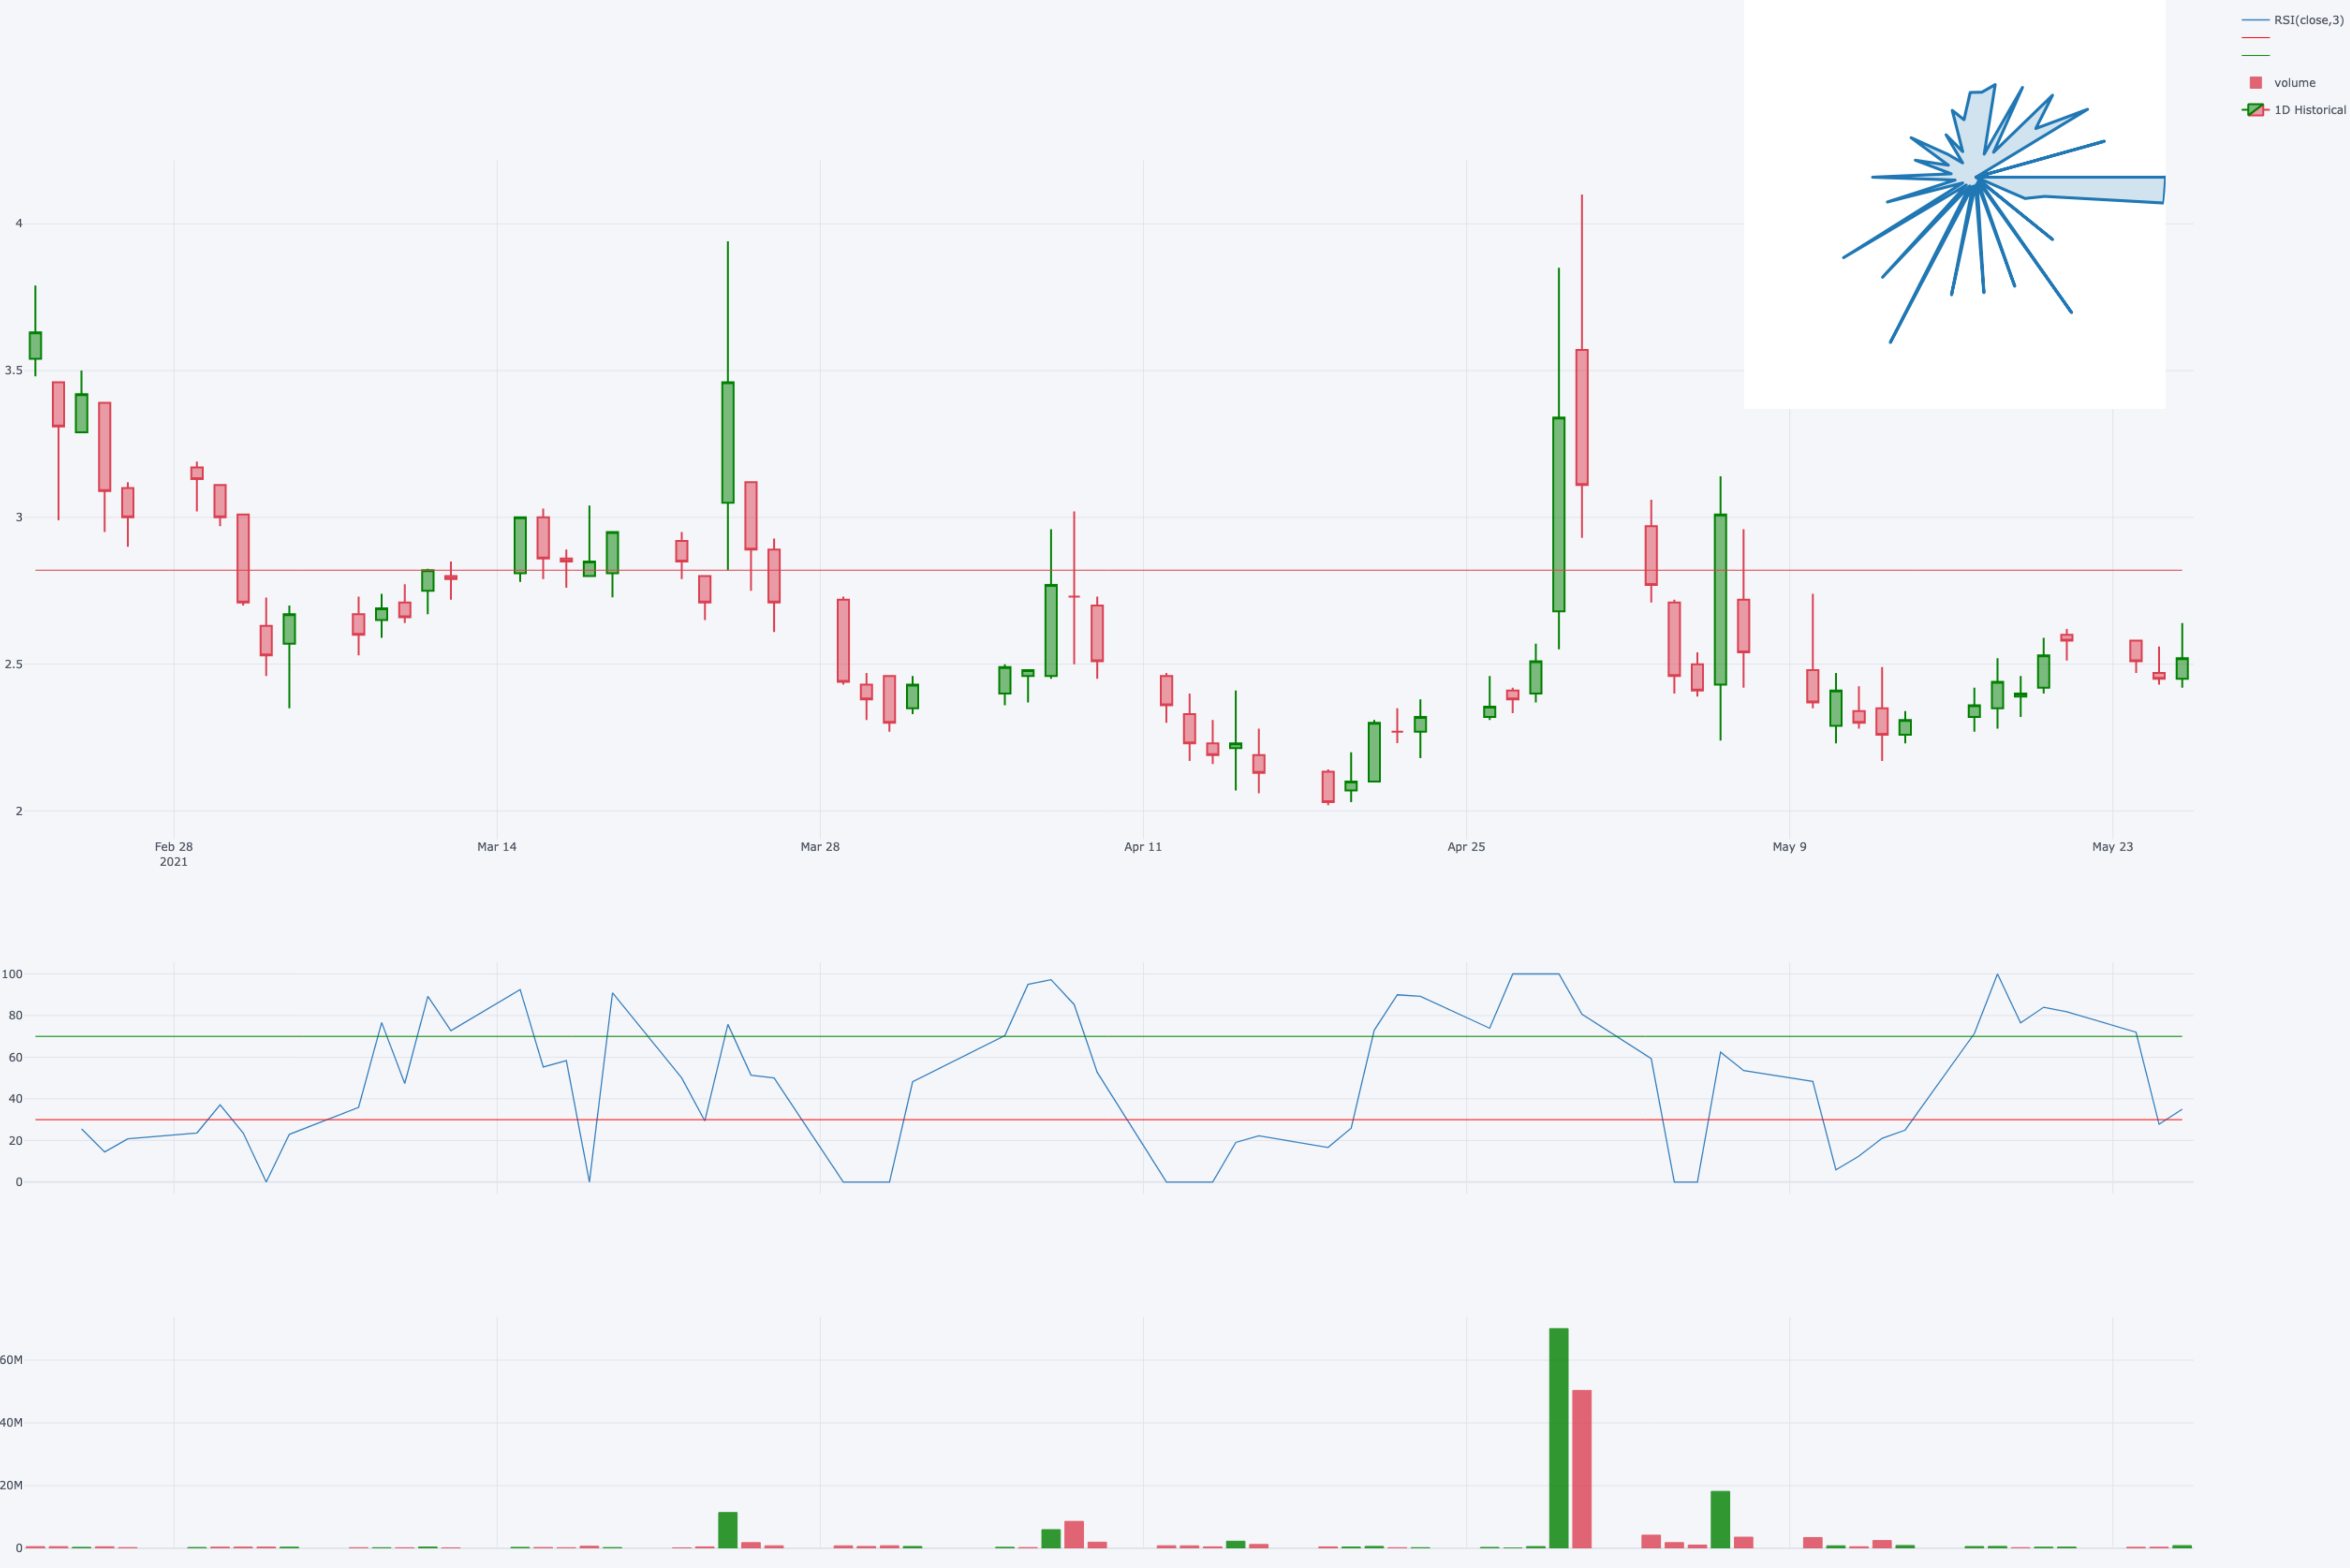 RSI(close,3)
volume
1D Historical
4
3.5
3
2.5
2
Feb 28
2021
Mar 14
Mar 28
Apr 11
Apr 25
May 9
May 23
100
80
60
40
20
0
60M
40M
20M
0